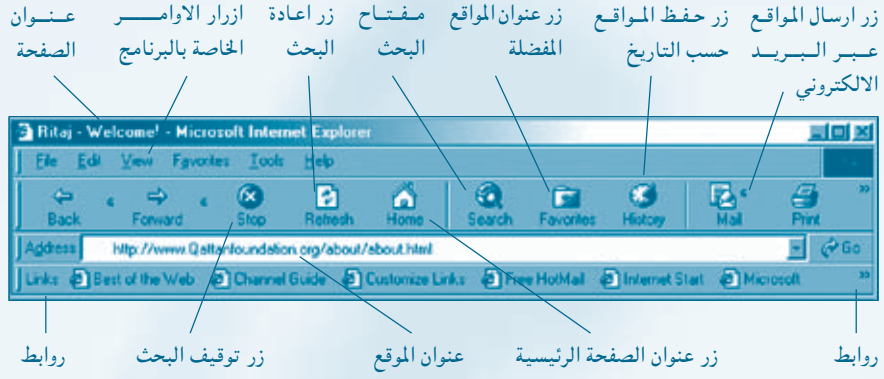 زر ارسال المواقع
عبر البريد
الالكتروني
زر حفظ المواقع
حسب التاريخ
زر عنوان المواقع
المفضلة
مفتاح
البحث
زر اعادة
البحث
ازرار الاوامر
الخاصة بالبرنامج
عنوان
الصفحة
Ritaj - Welcome! - Microsoft Internet Explorer
File Edit View Favorites Tools Help
Back Forward Stop Refresh Home Search Favorites History Mail Print
Address http://www.Qattanfoundation.org/about/about.html Go
Links Best of the Web Channel Guide Customize Links Free HotMail Internet Start Microsoft
روابط
زر عنوان الصفحة الرئيسية
عنوان الموقع
زر توقيف البحث
روابط